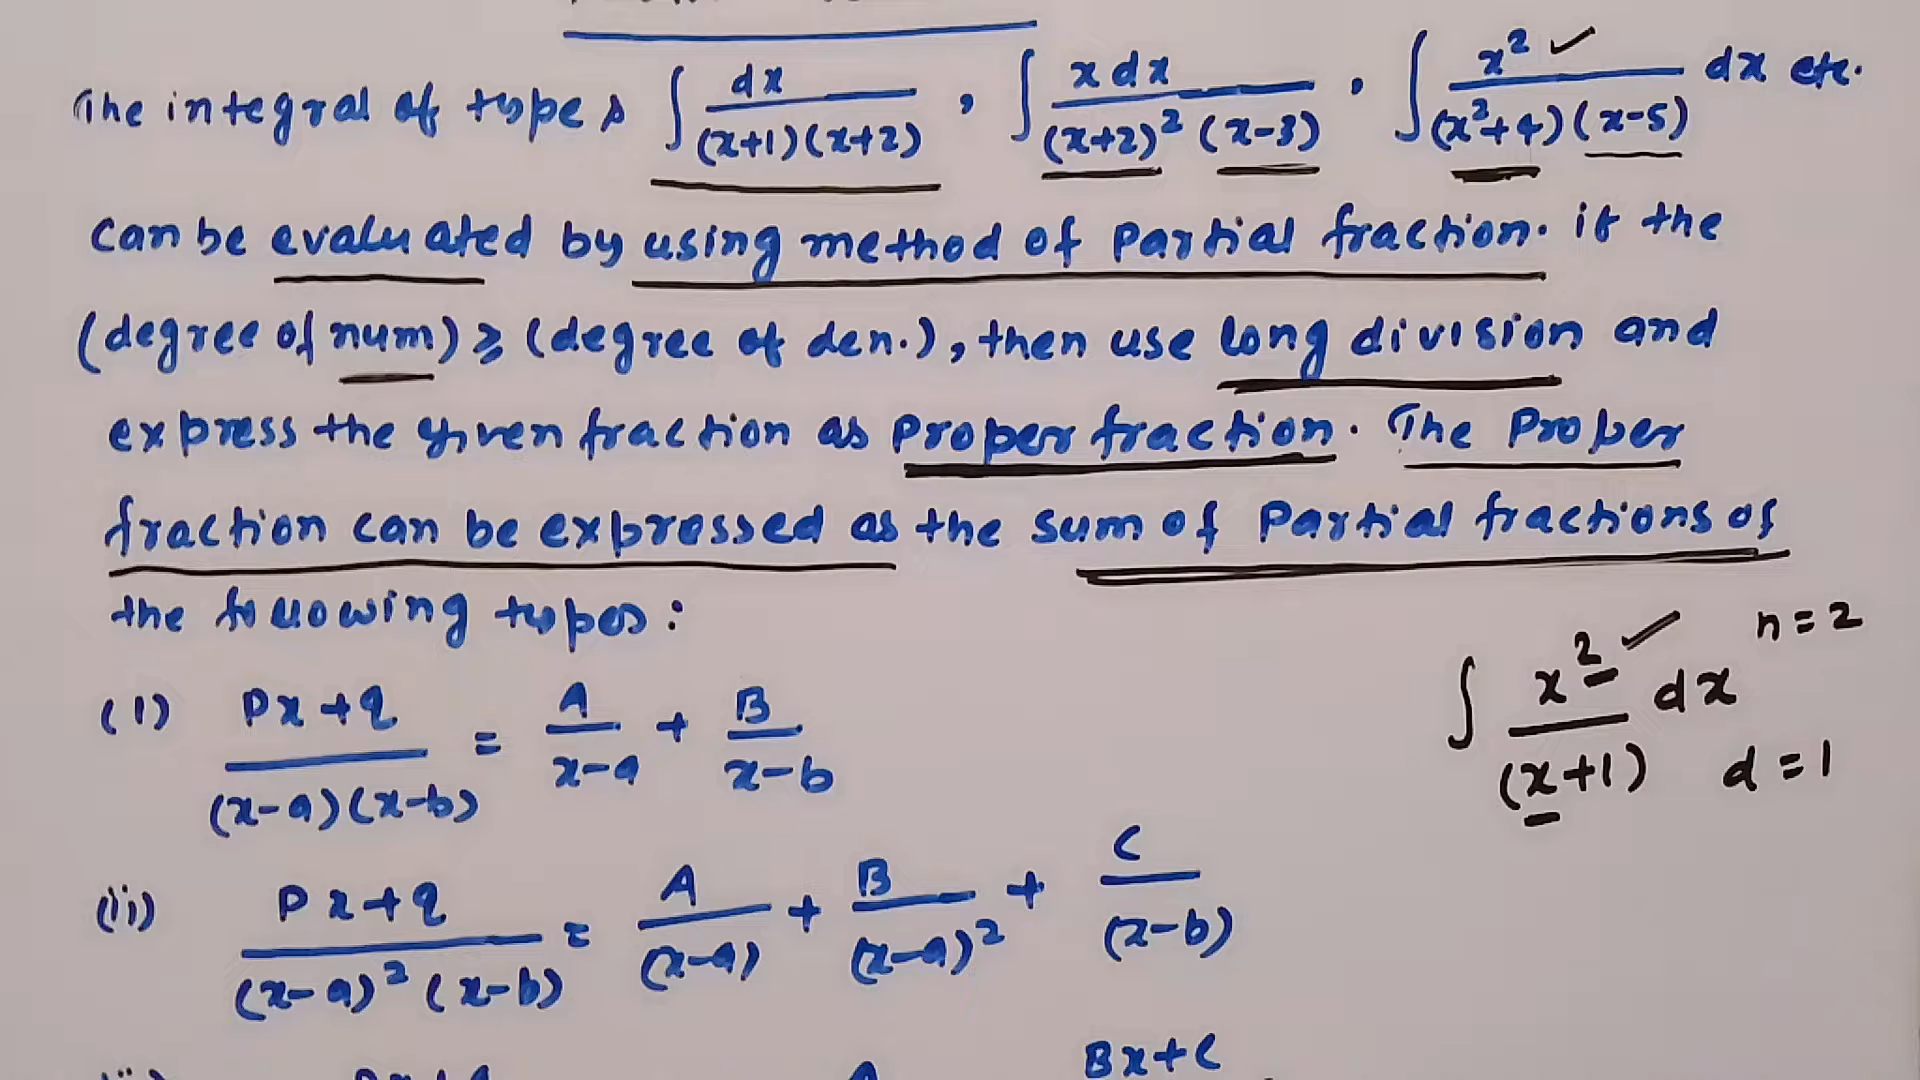 The integral of types ∫ dx/((x+1)(x+2)) , ∫ x dx/((x+2)² (x-3)) , ∫ x² ✓/((x²+4)(x-5)) dx etc.
can be evaluated by using method of Partial fraction. if the
(degree of num) ≥ (degree of den.), then use long division and
express the given fraction as proper fraction. The Proper
fraction can be expressed as the sum of Partial fractions of
the following types:
∫ x² ✓/(x+1) dx n=2 d=1
(i) (Px+q)/((x-a)(x-b)) = A/(x-a) + B/(x-b)
(ii) (Px+q)/((x-a)² (x-b)) = A/(x-a) + B/(x-a)² + C/(x-b)
Bx+C